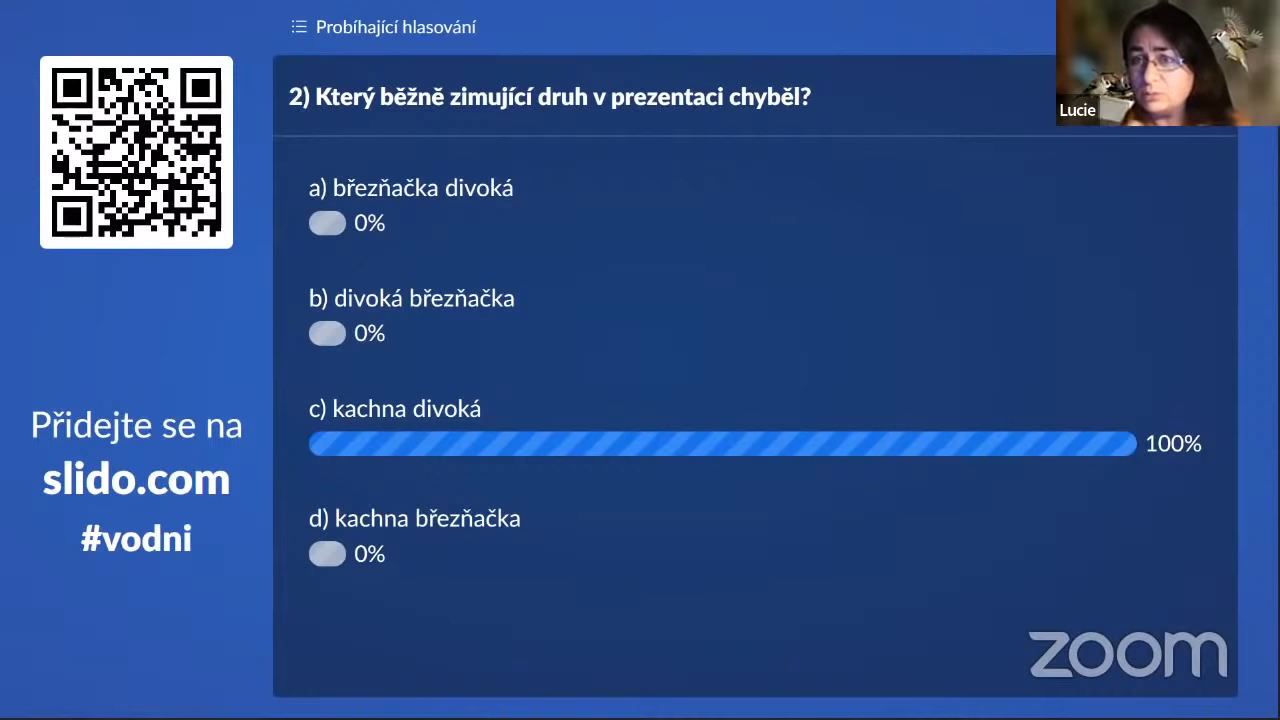 Probíhající hlasování
2) Který běžně zimující druh v prezentaci chyběl?
Lucie
a) březňačka divoká
0%
b) divoká březňačka
0%
c) kachna divoká
100%
d) kachna březňačka
0%
Přidejte se na
slido.com
#vodni
zoom